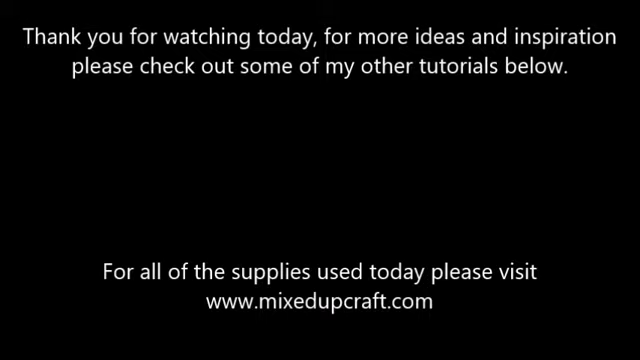 Thank you for watching today, for more ideas and inspiration
please check out some of my other tutorials below.
For all of the supplies used today please visit
www.mixedupcraft.com